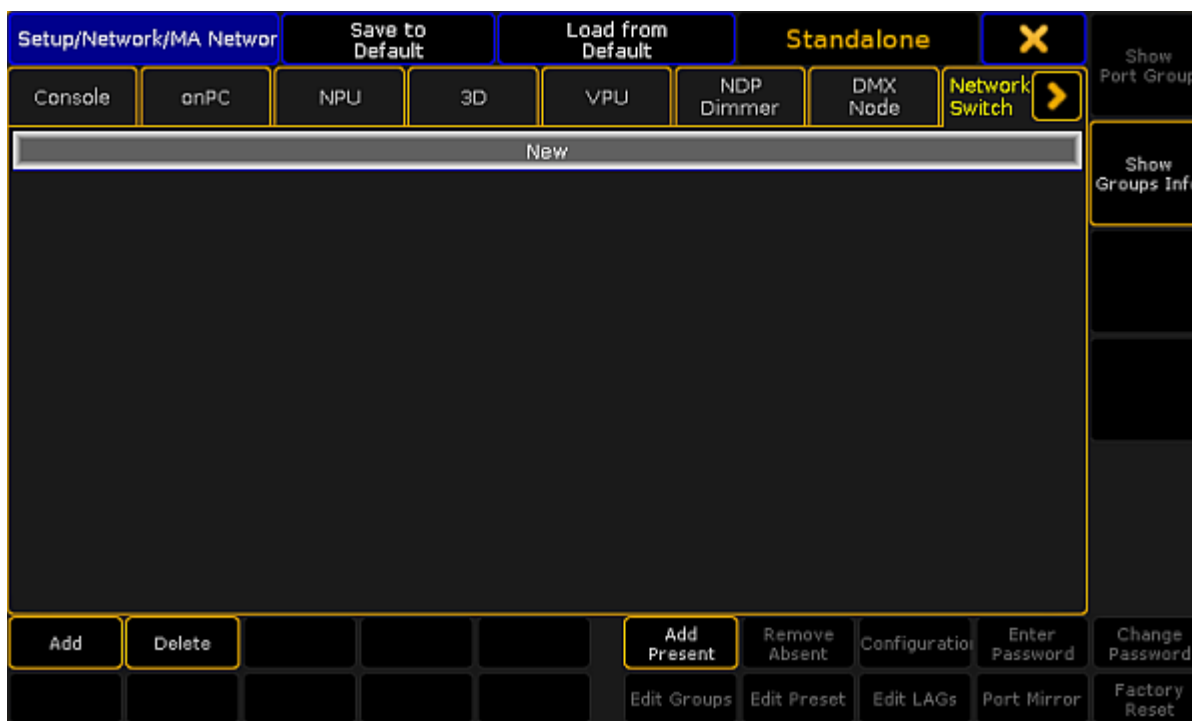 Setup/Network/MA Networ
Save to
Default
Load from
Default
Standalone
Show
Port Group
Console
onPC
NPU
3D
VPU
NDP
Dimmer
DMX
Node
Network
Switch
New
Show
Groups Inf
Add
Delete
Add
Present
Remove
Absent
Configuratio
Enter
Password
Change
Password
Edit Groups
Edit Preset
Edit LAGs
Port Mirror
Factory
Reset